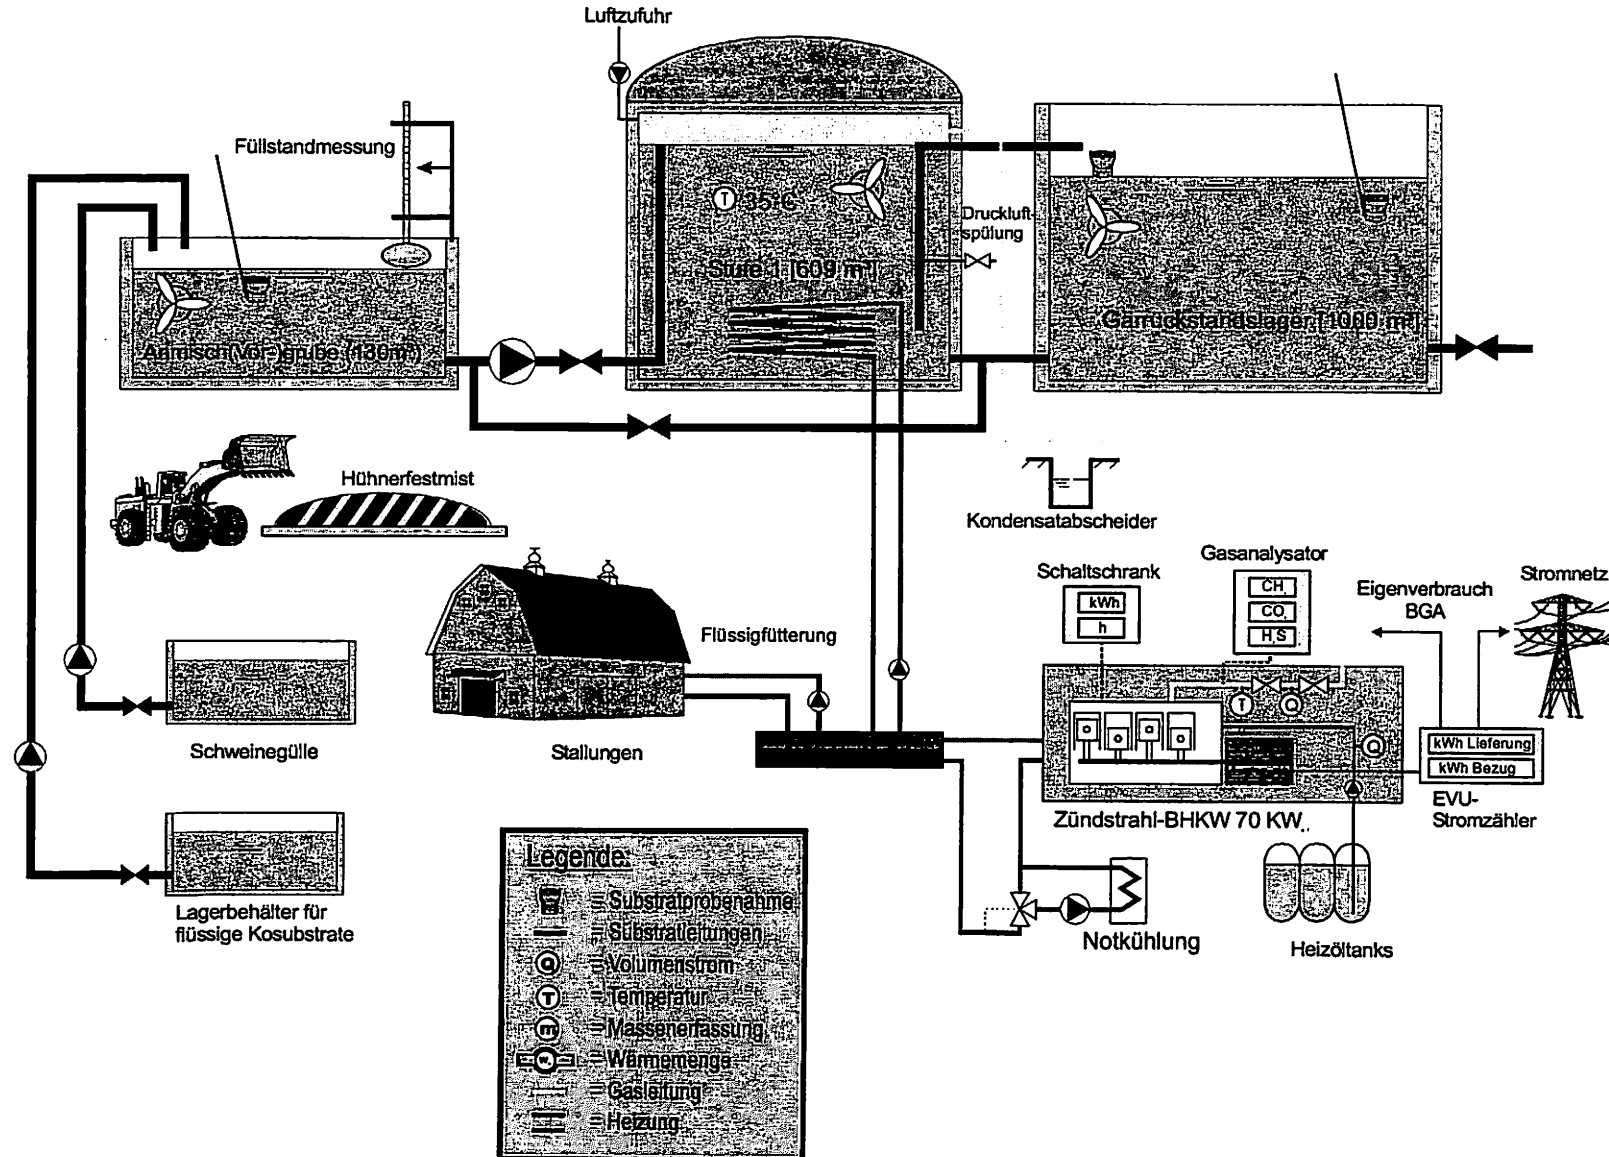 Luftzufuhr
Füllstandmessung
T 35°C
Druckluft-
spülung
Stufe 1 [609 m³]
Gärrückstandslager [1000 m³]
Anmisch(Vor-)grube (130m³)
Hühnerfestmist
Kondensatabscheider
Schaltschrank
kWh
h
Gasanalysator
CH₄
CO₂
H₂S
Eigenverbrauch
BGA
Stromnetz
Flüssigfütterung
Schweinegülle
Stallungen
T
Q
Q
kWh Lieferung
kWh Bezug
EVU-
Stromzähler
Zündstrahl-BHKW 70 KW
Lagerbehälter für
flüssige Kosubstrate
Notkühlung
Heizöltanks
Legende:
= Substratprobenahme
= Substratleitungen
Q = Volumenstrom
T = Temperatur
m = Massenerfassung
W = Wärmemenge
= Gasleitung
= Heizung